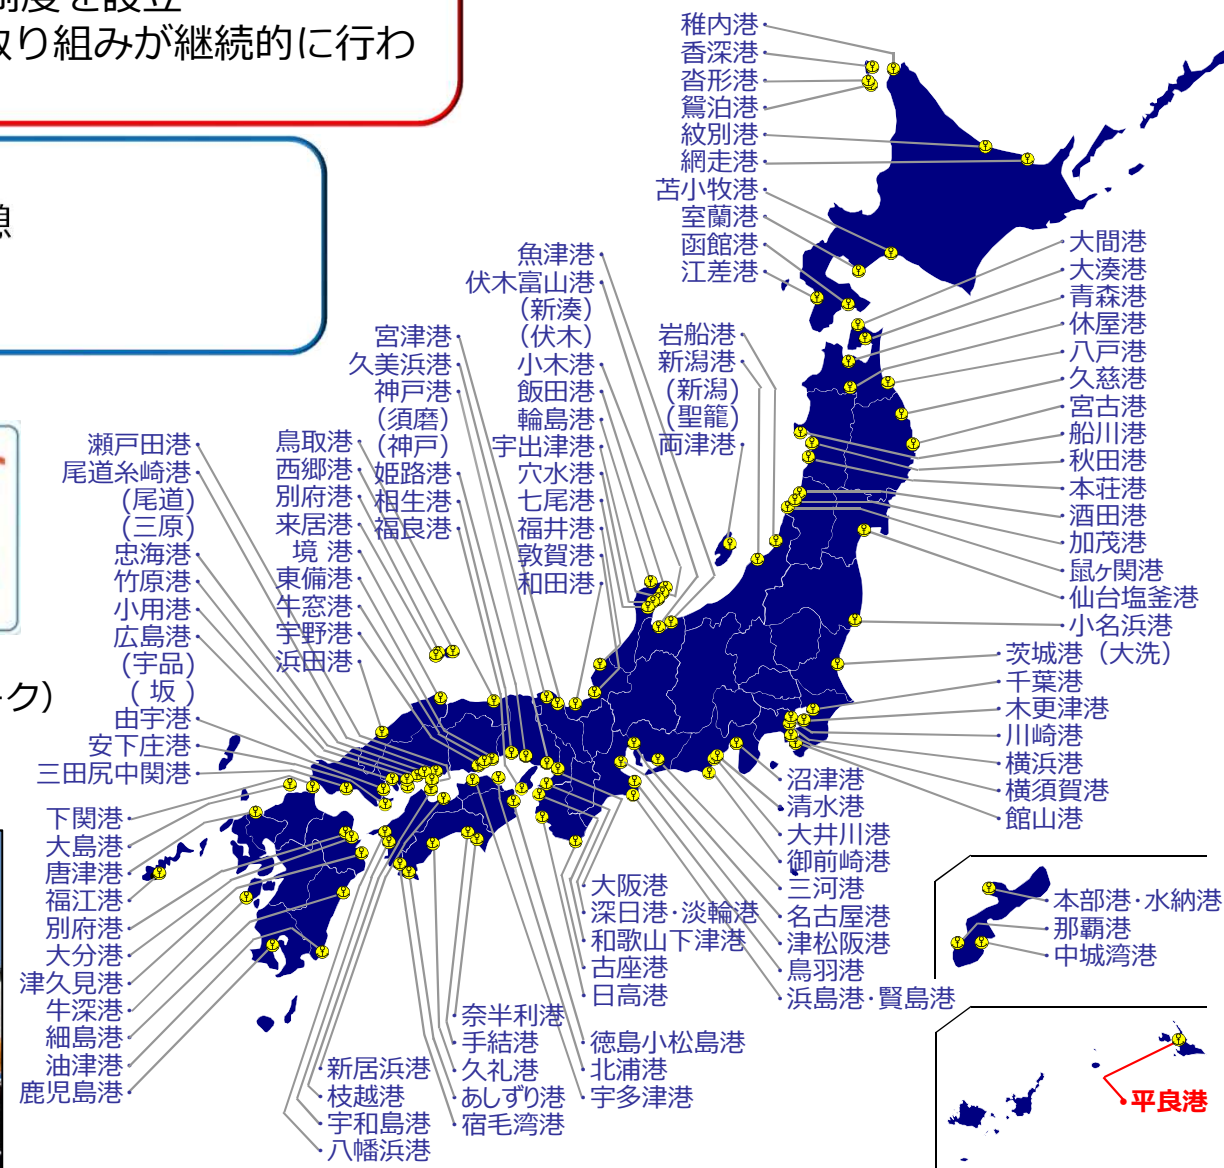 制度を設立
取り組みが継続的に行わ
憩
ーク）
稚内港
香深港
沓形港
鴛泊港
紋別港
網走港
苫小牧港
室蘭港
函館港
江差港
大間港
大湊港
青森港
休屋港
八戸港
久慈港
宮古港
船川港
秋田港
本荘港
酒田港
加茂港
鼠ヶ関港
仙台塩釜港
小名浜港
茨城港（大洗）
千葉港
木更津港
川崎港
横浜港
横須賀港
館山港
岩船港
新潟港
（新潟）
（聖籠）
両津港
魚津港
伏木富山港
（新湊）
（伏木）
小木港
飯田港
輪島港
宇出津港
穴水港
七尾港
福井港
敦賀港
和田港
宮津港
久美浜港
神戸港
（須磨）
（神戸）
姫路港
相生港
福良港
鳥取港
西郷港
別府港
来居港
境 港
東備港
牛窓港
宇野港
浜田港
瀬戸田港
尾道糸崎港
（尾道）
（三原）
忠海港
竹原港
小用港
広島港
（宇品）
（ 坂 ）
由宇港
安下庄港
三田尻中関港
下関港
大島港
唐津港
福江港
別府港
大分港
津久見港
牛深港
細島港
油津港
鹿児島港
新居浜港
枝越港
宇和島港
八幡浜港
奈半利港
手結港
久礼港
あしずり港
宿毛湾港
徳島小松島港
北浦港
宇多津港
大阪港
深日港・淡輪港
和歌山下津港
古座港
日高港
沼津港
清水港
大井川港
御前崎港
三河港
名古屋港
津松阪港
鳥羽港
浜島港・賢島港
本部港・水納港
那覇港
中城湾港
平良港